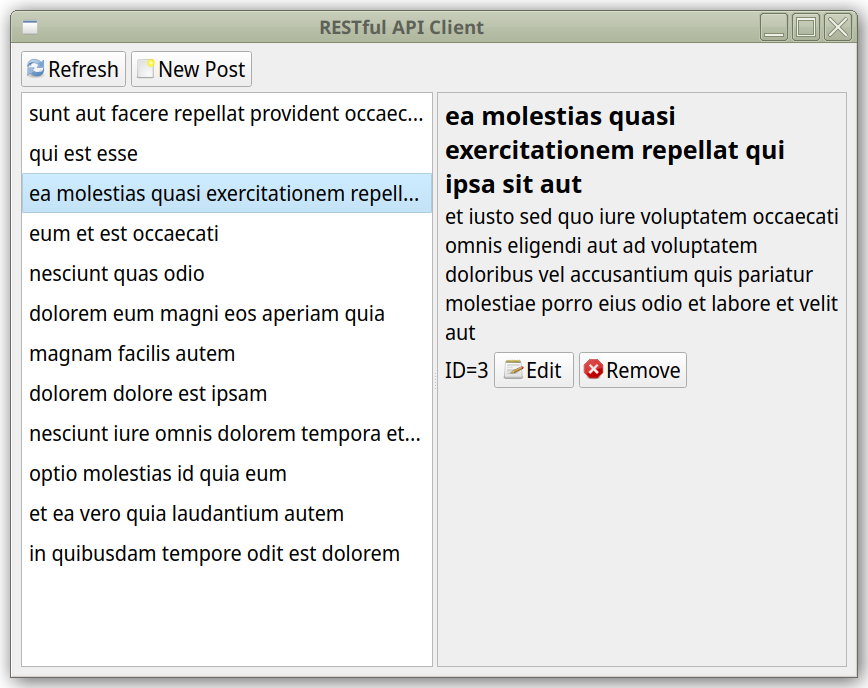 RESTful API Client
Refresh
New Post
sunt aut facere repellat provident occaec...
qui est esse
ea molestias quasi exercitationem repell...
eum et est occaecati
nesciunt quas odio
dolorem eum magni eos aperiam quia
magnam facilis autem
dolorem dolore est ipsam
nesciunt iure omnis dolorem tempora et...
optio molestias id quia eum
et ea vero quia laudantium autem
in quibusdam tempore odit est dolorem
ea molestias quasi
exercitationem repellat qui
ipsa sit aut
et iusto sed quo iure voluptatem occaecati
omnis eligendi aut ad voluptatem
doloribus vel accusantium quis pariatur
molestiae porro eius odio et labore et velit
aut
ID=3
Edit
Remove